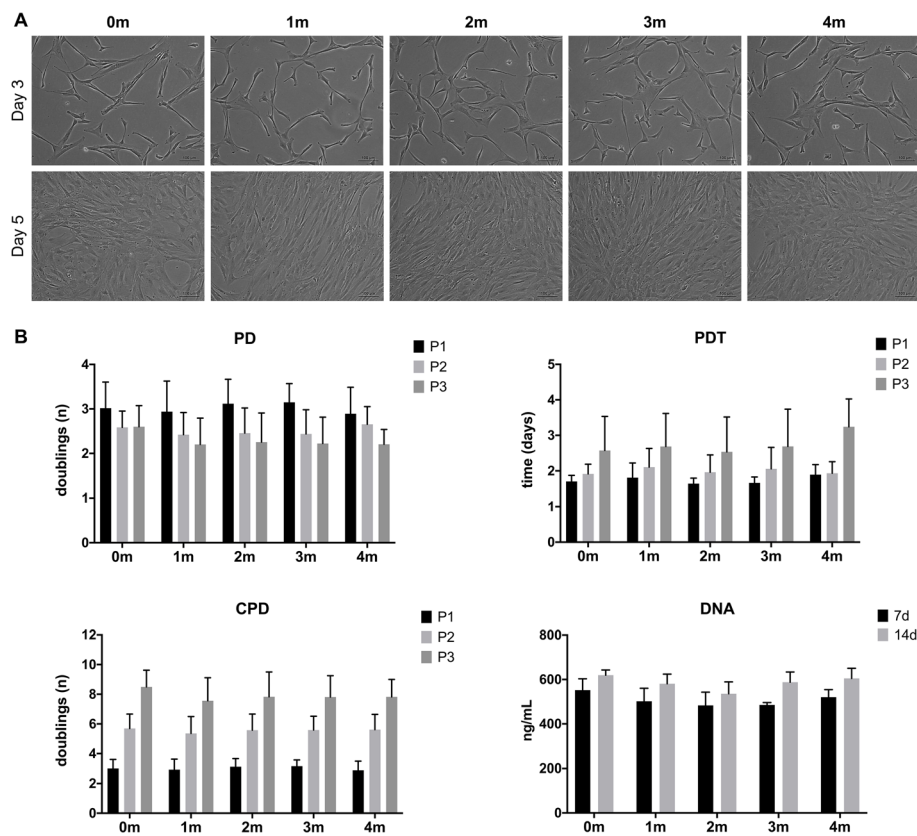 A
0m 1m 2m 3m 4m
Day 3
Day 5
B
PD
P1
P2
P3
doublings (n)
4
3
2
1
0
0m 1m 2m 3m 4m
PDT
P1
P2
P3
time (days)
5
4
3
2
1
0
0m 1m 2m 3m 4m
CPD
P1
P2
P3
doublings (n)
12
10
8
6
4
2
0
0m 1m 2m 3m 4m
DNA
7d
14d
ng/mL
800
600
400
200
0
0m 1m 2m 3m 4m